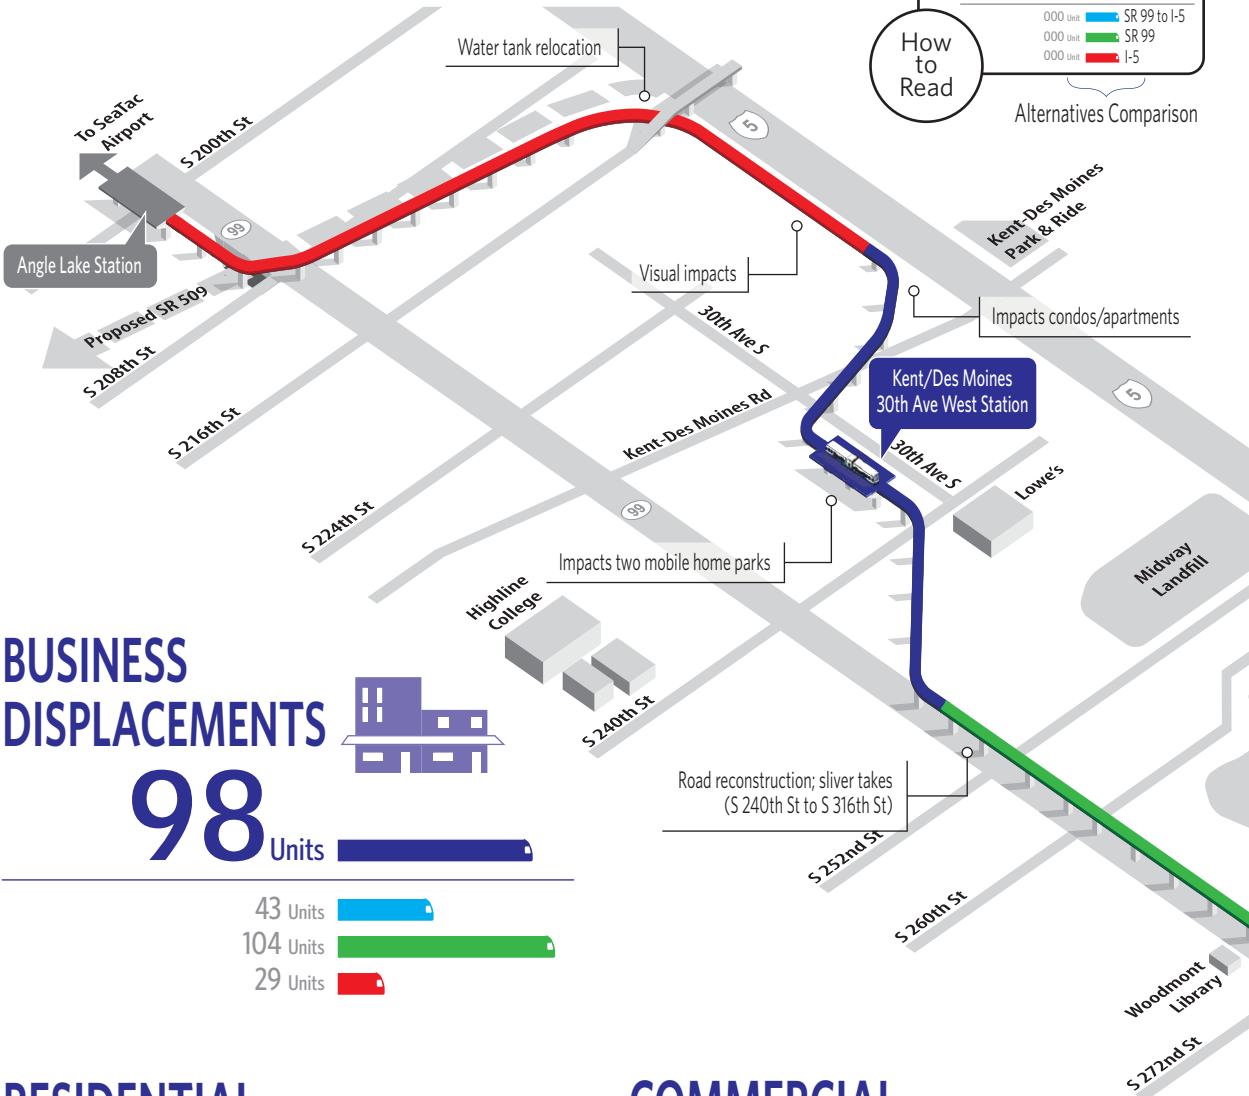 How
to
Read
000 Unit SR 99 to I-5
000 Unit SR 99
000 Unit I-5
Alternatives Comparison
Water tank relocation
To SeaTac
Airport
S 200th St
5
99
Angle Lake Station
Kent-Des Moines
Park & Ride
Visual impacts
Impacts condos/apartments
Proposed SR 509
S 208th St
30th Ave S
S 216th St
Kent-Des Moines Rd
Kent/Des Moines
30th Ave West Station
5
30th Ave S
Lowe's
S 224th St
99
Impacts two mobile home parks
Midway
Landfill
Highline
College
S 240th St
BUSINESS
DISPLACEMENTS
98 Units
43 Units
104 Units
29 Units
Road reconstruction; sliver takes
(S 240th St to S 316th St)
S 252nd St
S 260th St
Woodmont
Library
S 272nd St
RESIDENTIAL
COMMERCIAL